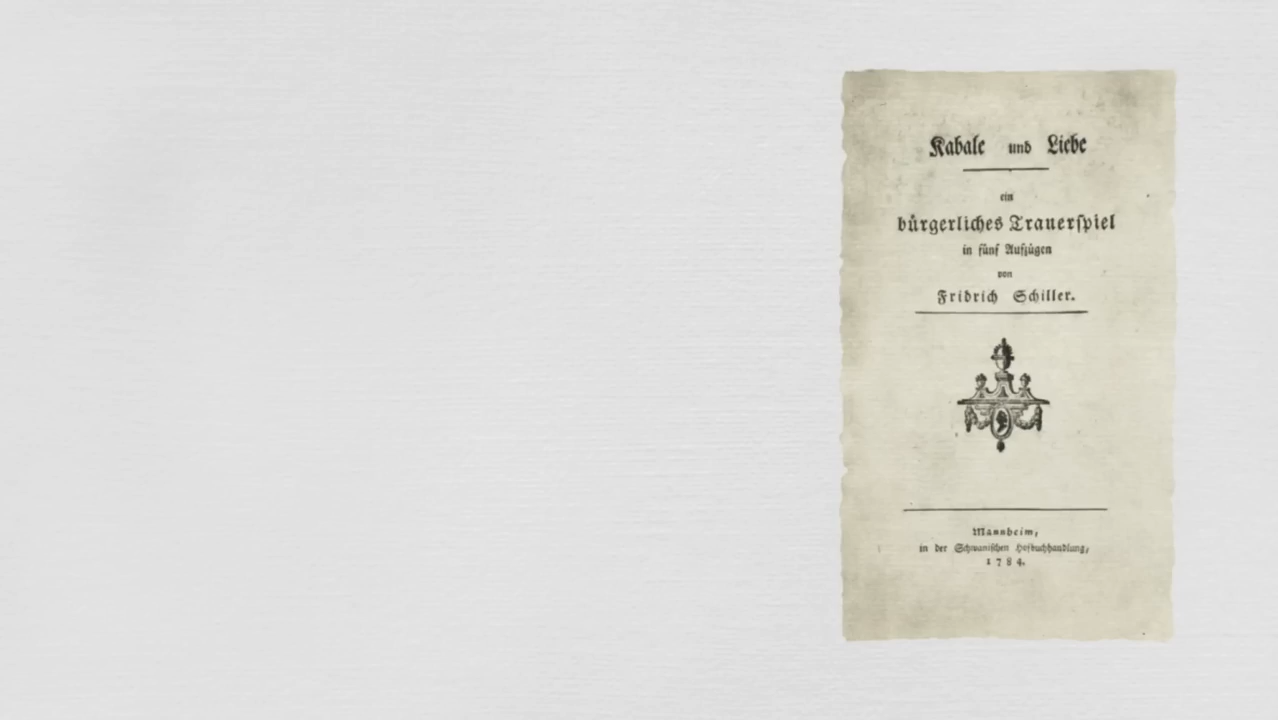 Kabale und Liebe
ein
bürgerliches Trauerſpiel
in fünf Aufzügen
von
Fridrich Schiller.
Mannheim,
in der Schwaniſchen Hofbuchhandlung,
1784.